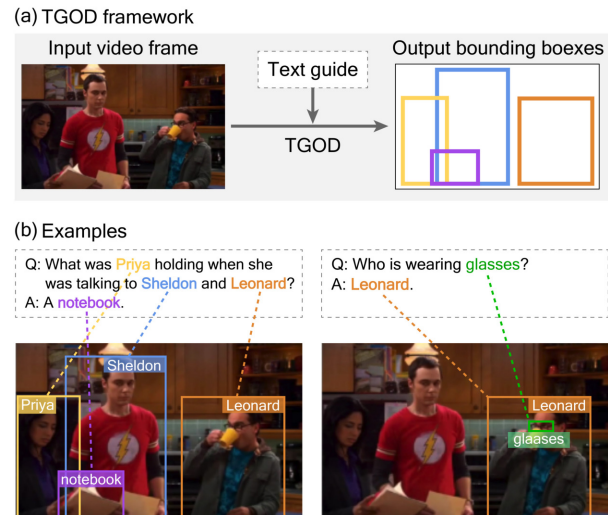 (a) TGOD framework
Input video frame
Output bounding boexes
Text guide
TGOD
(b) Examples
Q: What was Priya holding when she
was talking to Sheldon and Leonard?
A: A notebook.
Q: Who is wearing glasses?
A: Leonard.
Sheldon
Priya
Leonard
notebook
Leonard
glaases